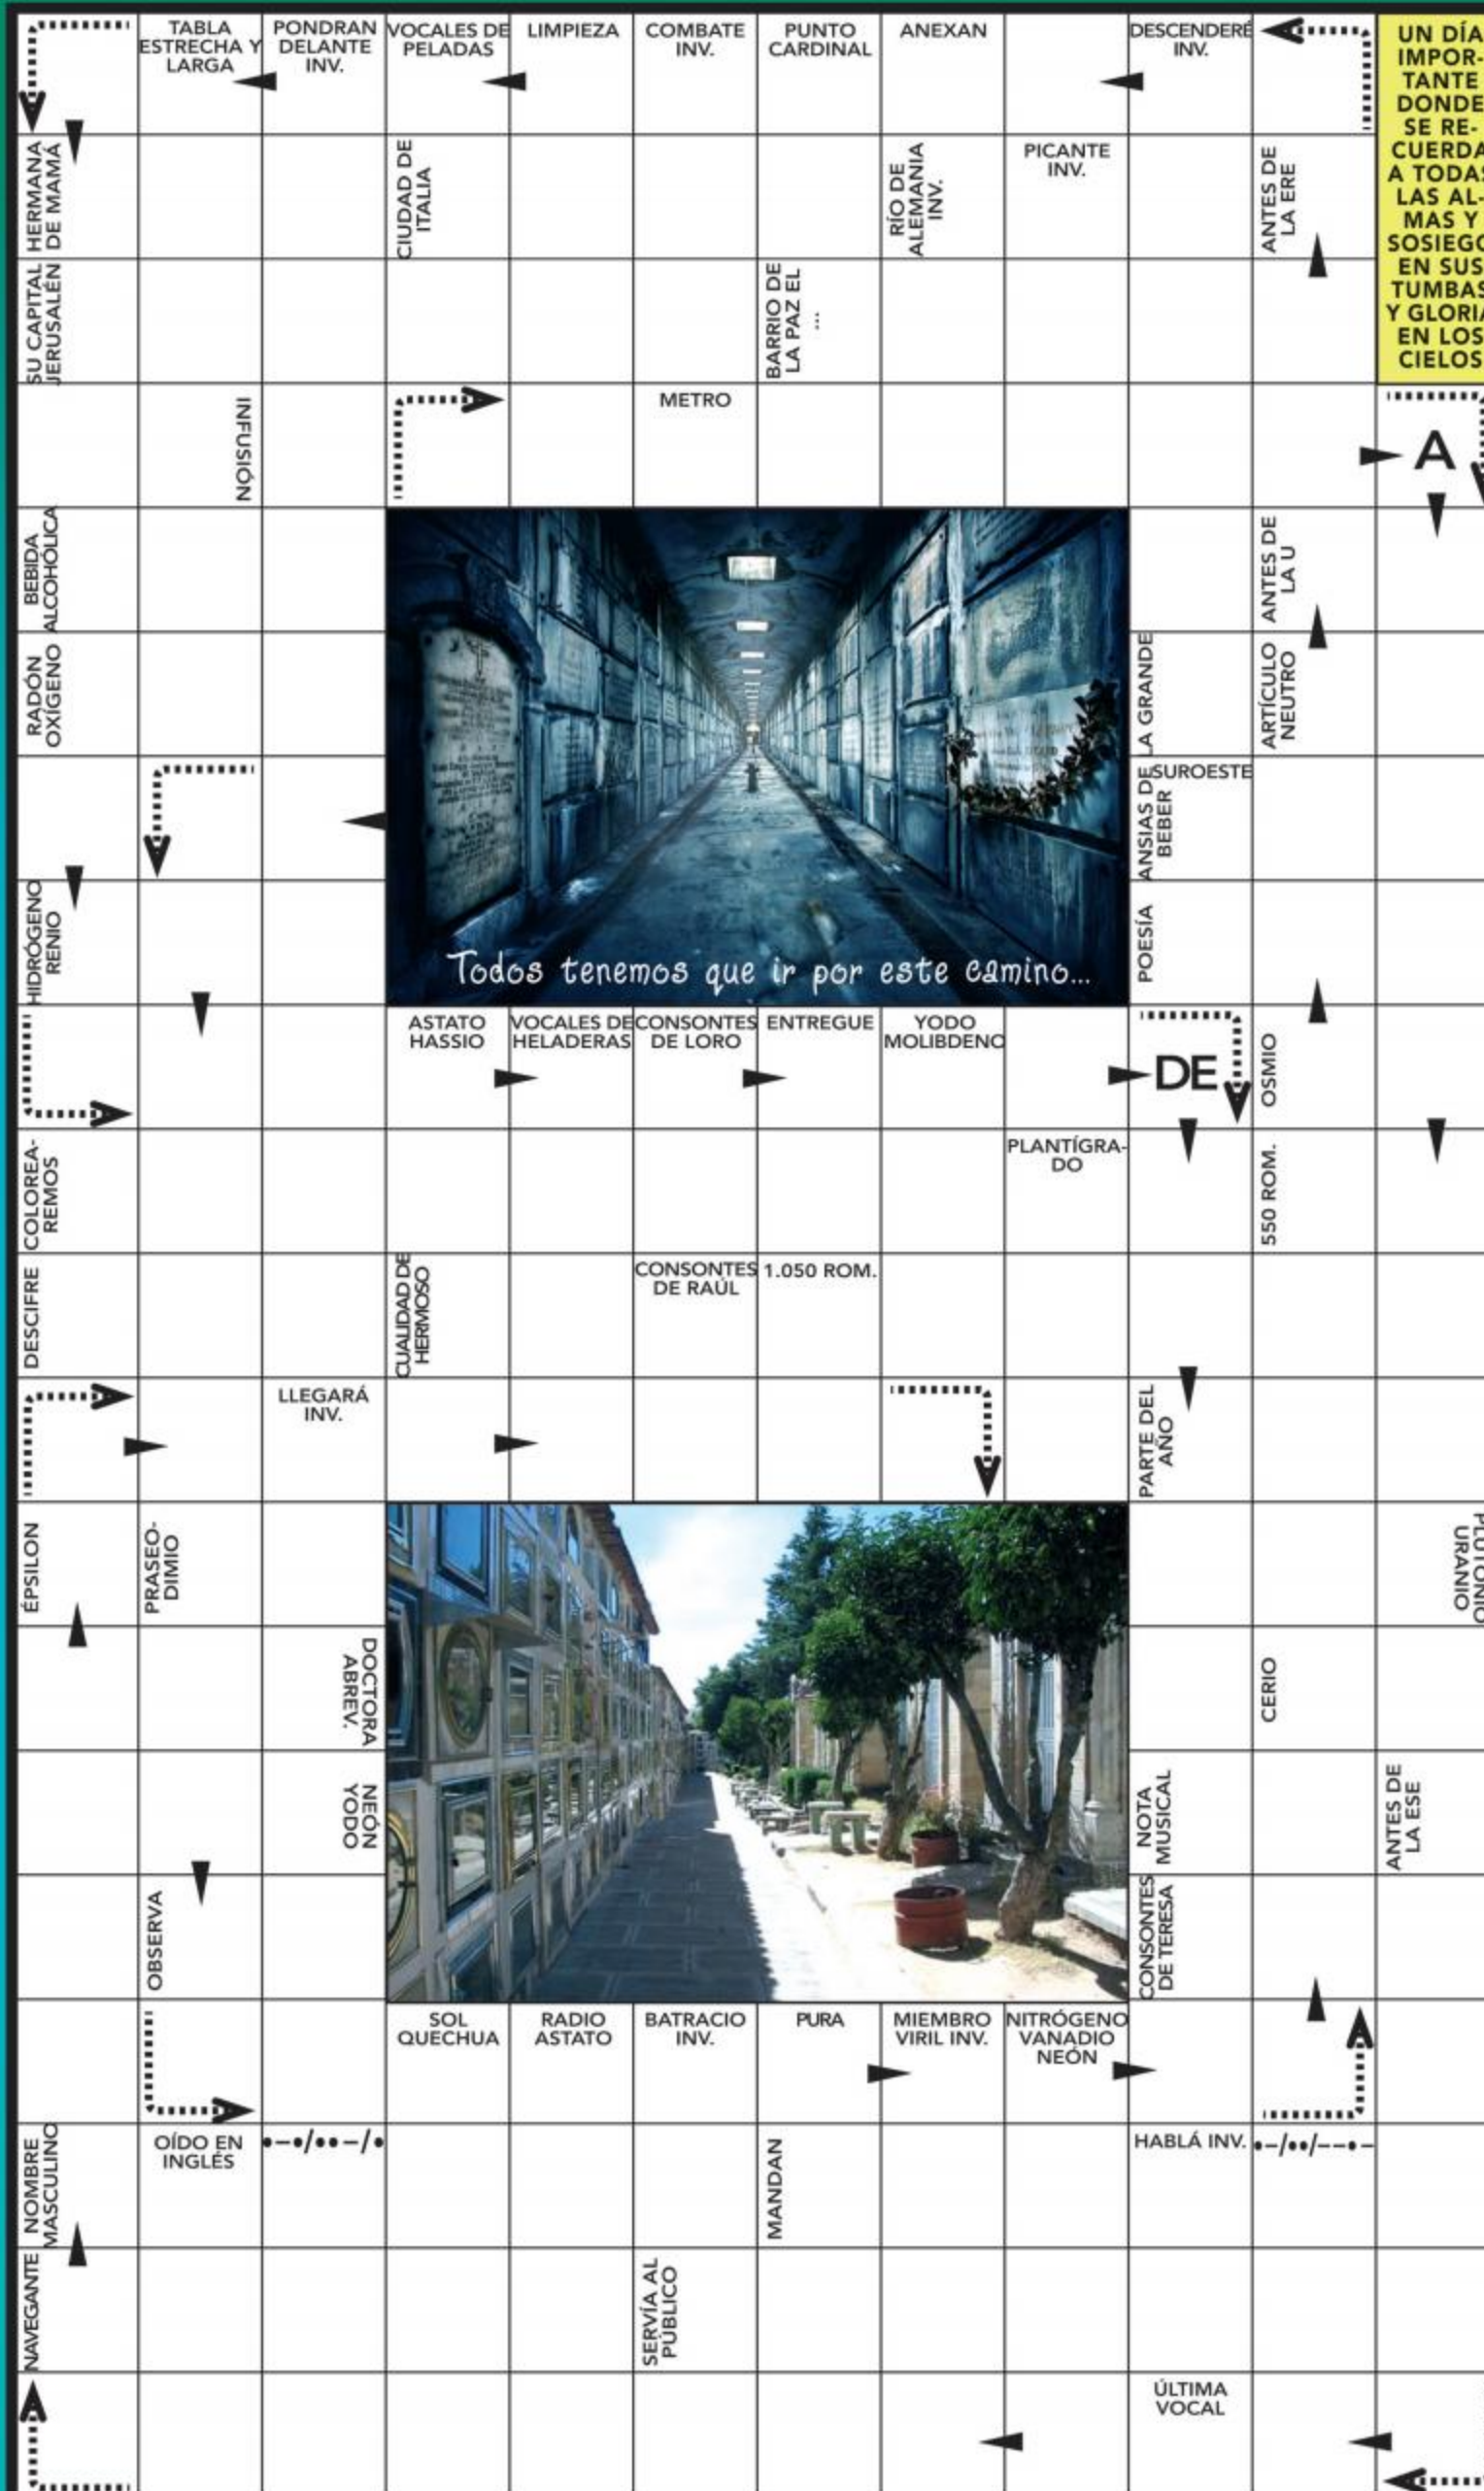 TABLA
ESTRECHA Y
LARGA
PONDRAN
DELANTE
INV.
VOCALES DE
PELADAS
LIMPIEZA
COMBATE
INV.
PUNTO
CARDINAL
ANEXAN
DESCENDERÉ
INV.
UN DÍA
IMPOR-
TANTE
DONDE
SE RE-
CUERDA
A TODAS
LAS AL-
MAS Y
SOSIEGO
EN SUS
TUMBAS
Y GLORIA
EN LOS
CIELOS
HERMANA
DE MAMÁ
CIUDAD DE
ITALIA
RÍO DE
ALEMANIA
INV.
PICANTE
INV.
ANTES DE
LA ERE
SU CAPITAL
JERUSALÉN
BARRIO DE
LA PAZ EL
...
INFUSIÓN
METRO
A
BEBIDA
ALCOHÓLICA
ANTES DE
LA U
RADÓN
OXÍGENO
LA GRANDE
ARTÍCULO
NEUTRO
ANSIAS DE
BEBER
SUROESTE
HIDRÓGENO
RENIO
POESÍA
Todos tenemos que ir por este camino...
ASTATO
HASSIO
VOCALES DE
HELADERAS
CONSONTES
DE LORO
ENTREGUE
YODO
MOLIBDENO
DE
OSMIO
COLOREA-
REMOS
PLANTÍGRA-
DO
550 ROM.
DESCIFRE
CUALIDAD DE
HERMOSO
CONSONTES
DE RAÚL
1.050 ROM.
LLEGARÁ
INV.
PARTE DEL
AÑO
ÉPSILON
PRASEO-
DIMIO
PLUTONIO
URANIO
DOCTORA
ABREV.
CERIO
NEÓN
YODO
NOTA
MUSICAL
ANTES DE
LA ESE
OBSERVA
CONSONTES
DE TERESA
SOL
QUECHUA
RADIO
ASTATO
BATRACIO
INV.
PURA
MIEMBRO
VIRIL INV.
NITRÓGENO
VANADIO
NEÓN
NOMBRE
MASCULINO
OÍDO EN
INGLÉS
•–•/••–/•
MANDAN
HABLÁ INV.
•–/••/––•–
NAVEGANTE
SERVÍA AL
PÚBLICO
ÚLTIMA
VOCAL